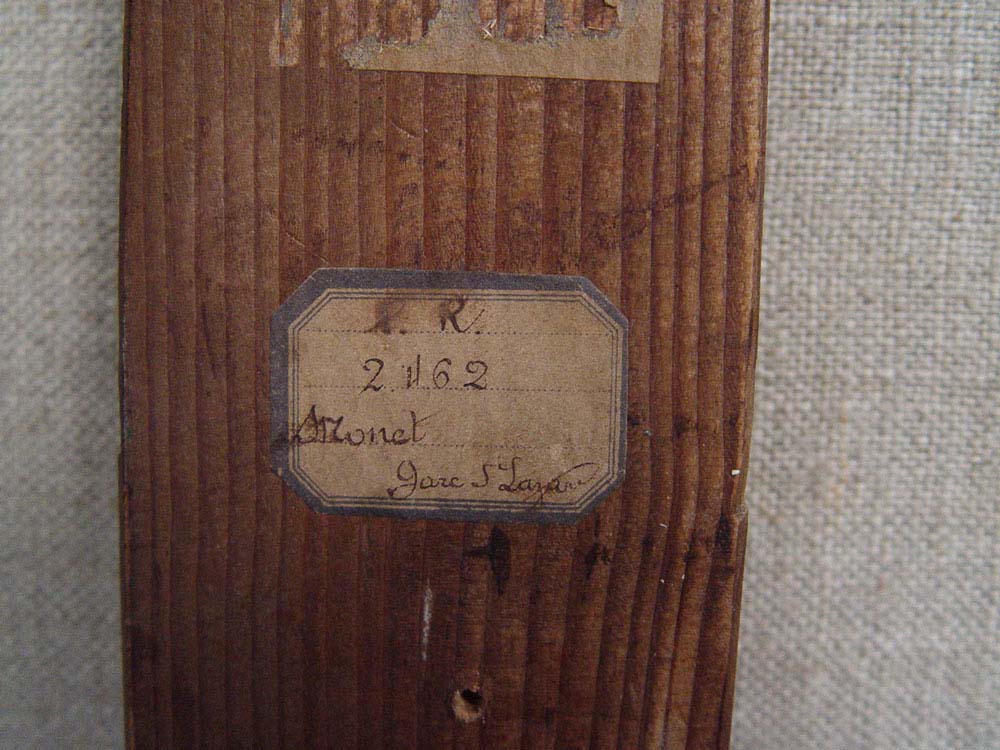 R.
2162
Monet
gare S Lazare